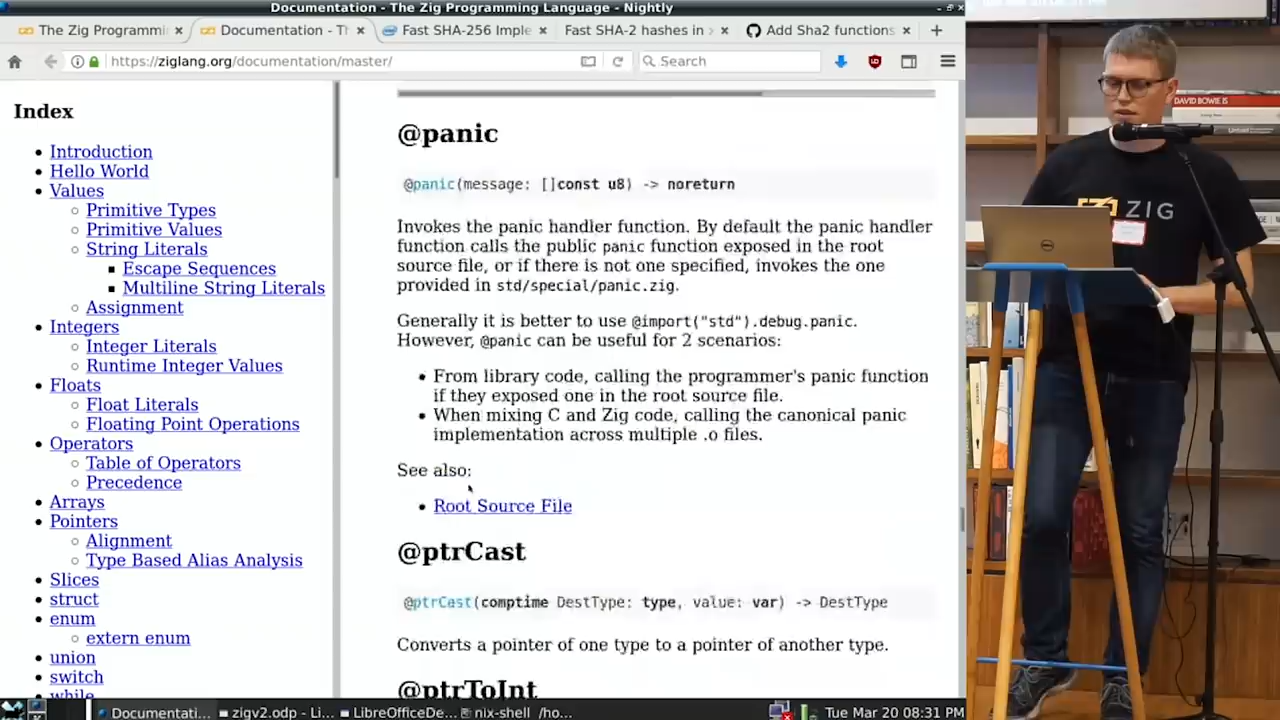 Documentation - The Zig Programming Language - Nightly
The Zig Programmi
Documentation - Th
Fast SHA-256 Imple
Fast SHA-2 hashes in
Add Sha2 functions
https://ziglang.org/documentation/master/
Search
Index
Introduction
Hello World
Values
Primitive Types
Primitive Values
String Literals
Escape Sequences
Multiline String Literals
Assignment
Integers
Integer Literals
Runtime Integer Values
Floats
Float Literals
Floating Point Operations
Operators
Table of Operators
Precedence
Arrays
Pointers
Alignment
Type Based Alias Analysis
Slices
struct
enum
extern enum
union
switch
while
@panic
@panic(message: []const u8) -> noreturn
Invokes the panic handler function. By default the panic handler
function calls the public panic function exposed in the root
source file, or if there is not one specified, invokes the one
provided in std/special/panic.zig.
Generally it is better to use @import("std").debug.panic.
However, @panic can be useful for 2 scenarios:
From library code, calling the programmer's panic function
if they exposed one in the root source file.
When mixing C and Zig code, calling the canonical panic
implementation across multiple .o files.
See also:
Root Source File
@ptrCast
@ptrCast(comptime DestType: type, value: var) -> DestType
Converts a pointer of one type to a pointer of another type.
@ptrToInt
Documentati...
zigv2.odp - Li...
LibreOfficeDe...
nix-shell /ho...
Tue Mar 20 08:31 PM
DAVID BOWIE IS
ZIG
DELL